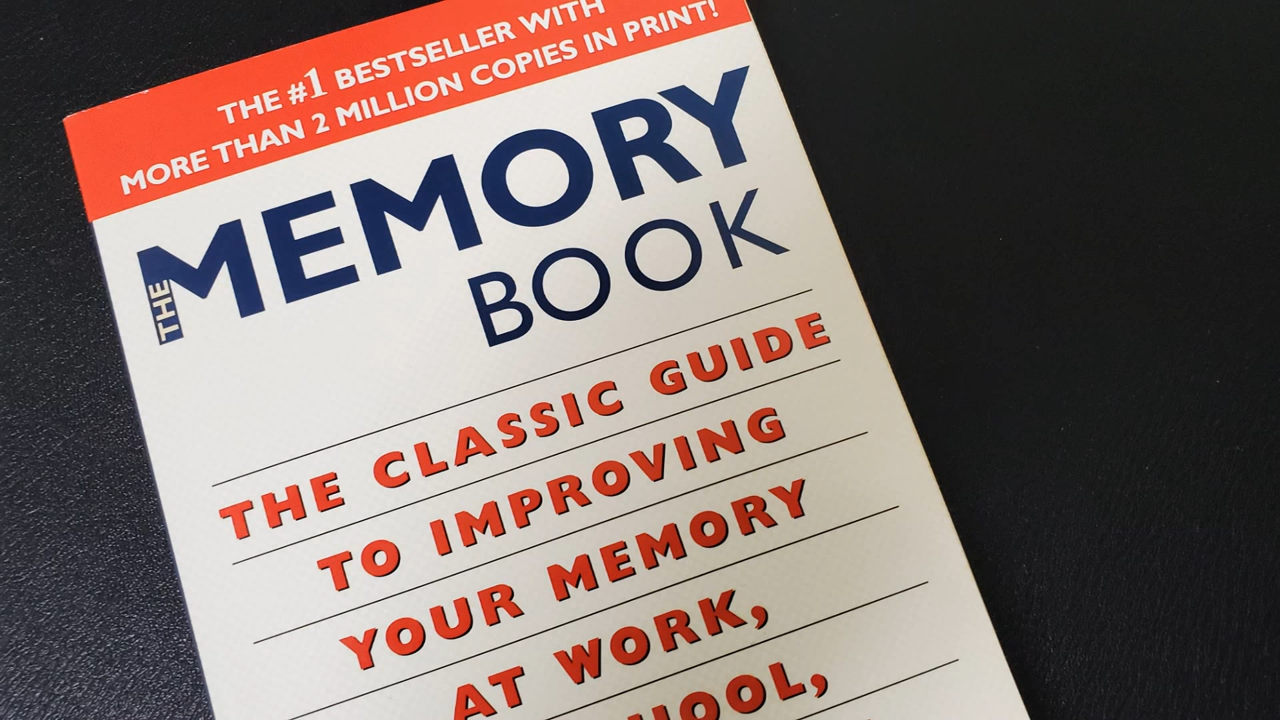 THE #1 BESTSELLER WITH
MORE THAN 2 MILLION COPIES IN PRINT!
THE MEMORY
BOOK
THE CLASSIC GUIDE
TO IMPROVING
YOUR MEMORY
AT WORK,